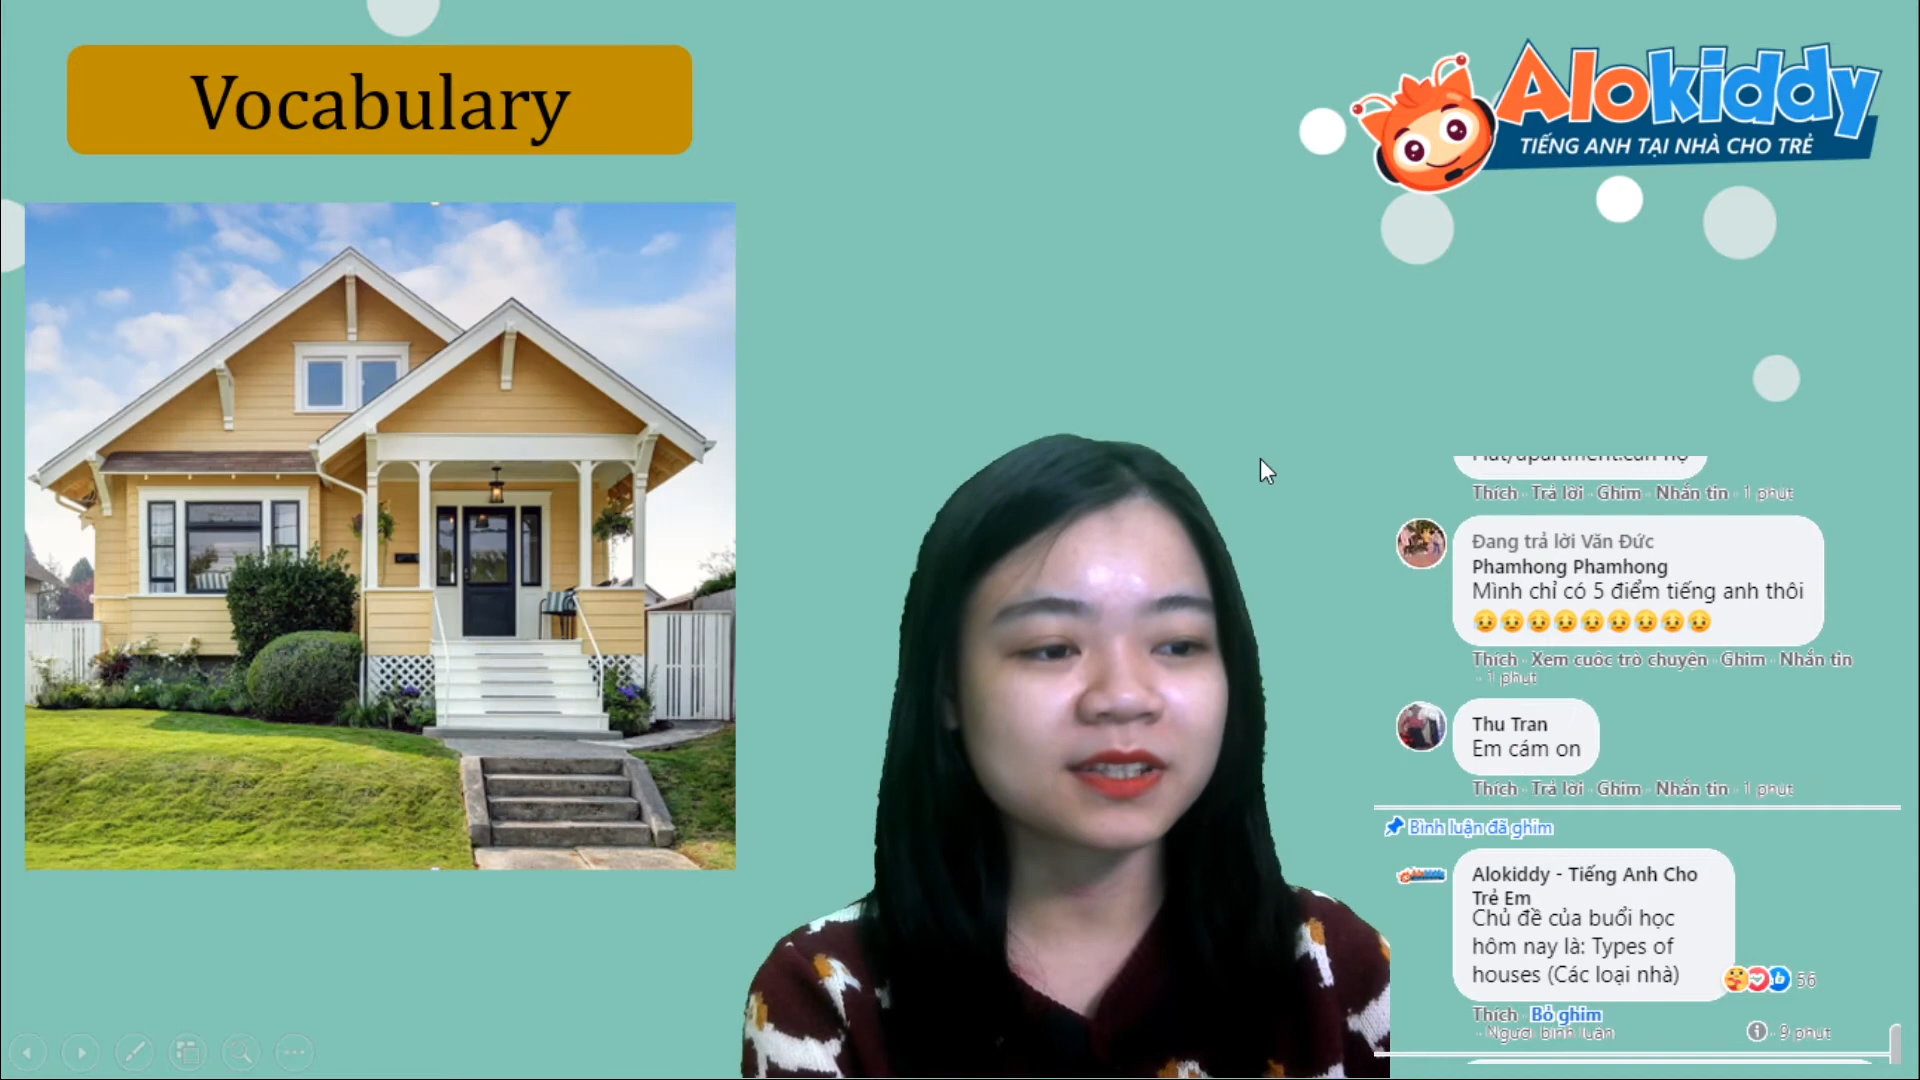 Vocabulary
Alokiddy
TIẾNG ANH TẠI NHÀ CHO TRẺ
Flat/apartment:căn hộ
Thích · Trả lời · Ghim · Nhắn tin · 1 phút
Đang trả lời Văn Đức
Phamhong Phamhong
Mình chỉ có 5 điểm tiếng anh thôi
😥😥😥😥😥😥😥😥😥
Thích · Xem cuộc trò chuyện · Ghim · Nhắn tin
· 1 phút
Thu Tran
Em cám on
Thích · Trả lời · Ghim · Nhắn tin · 1 phút
Bình luận đã ghim
Alokiddy - Tiếng Anh Cho
Trẻ Em
Chủ đề của buổi học
hôm nay là: Types of
houses (Các loại nhà)
56
Thích · Bỏ ghim
· Người bình luận · 9 phút